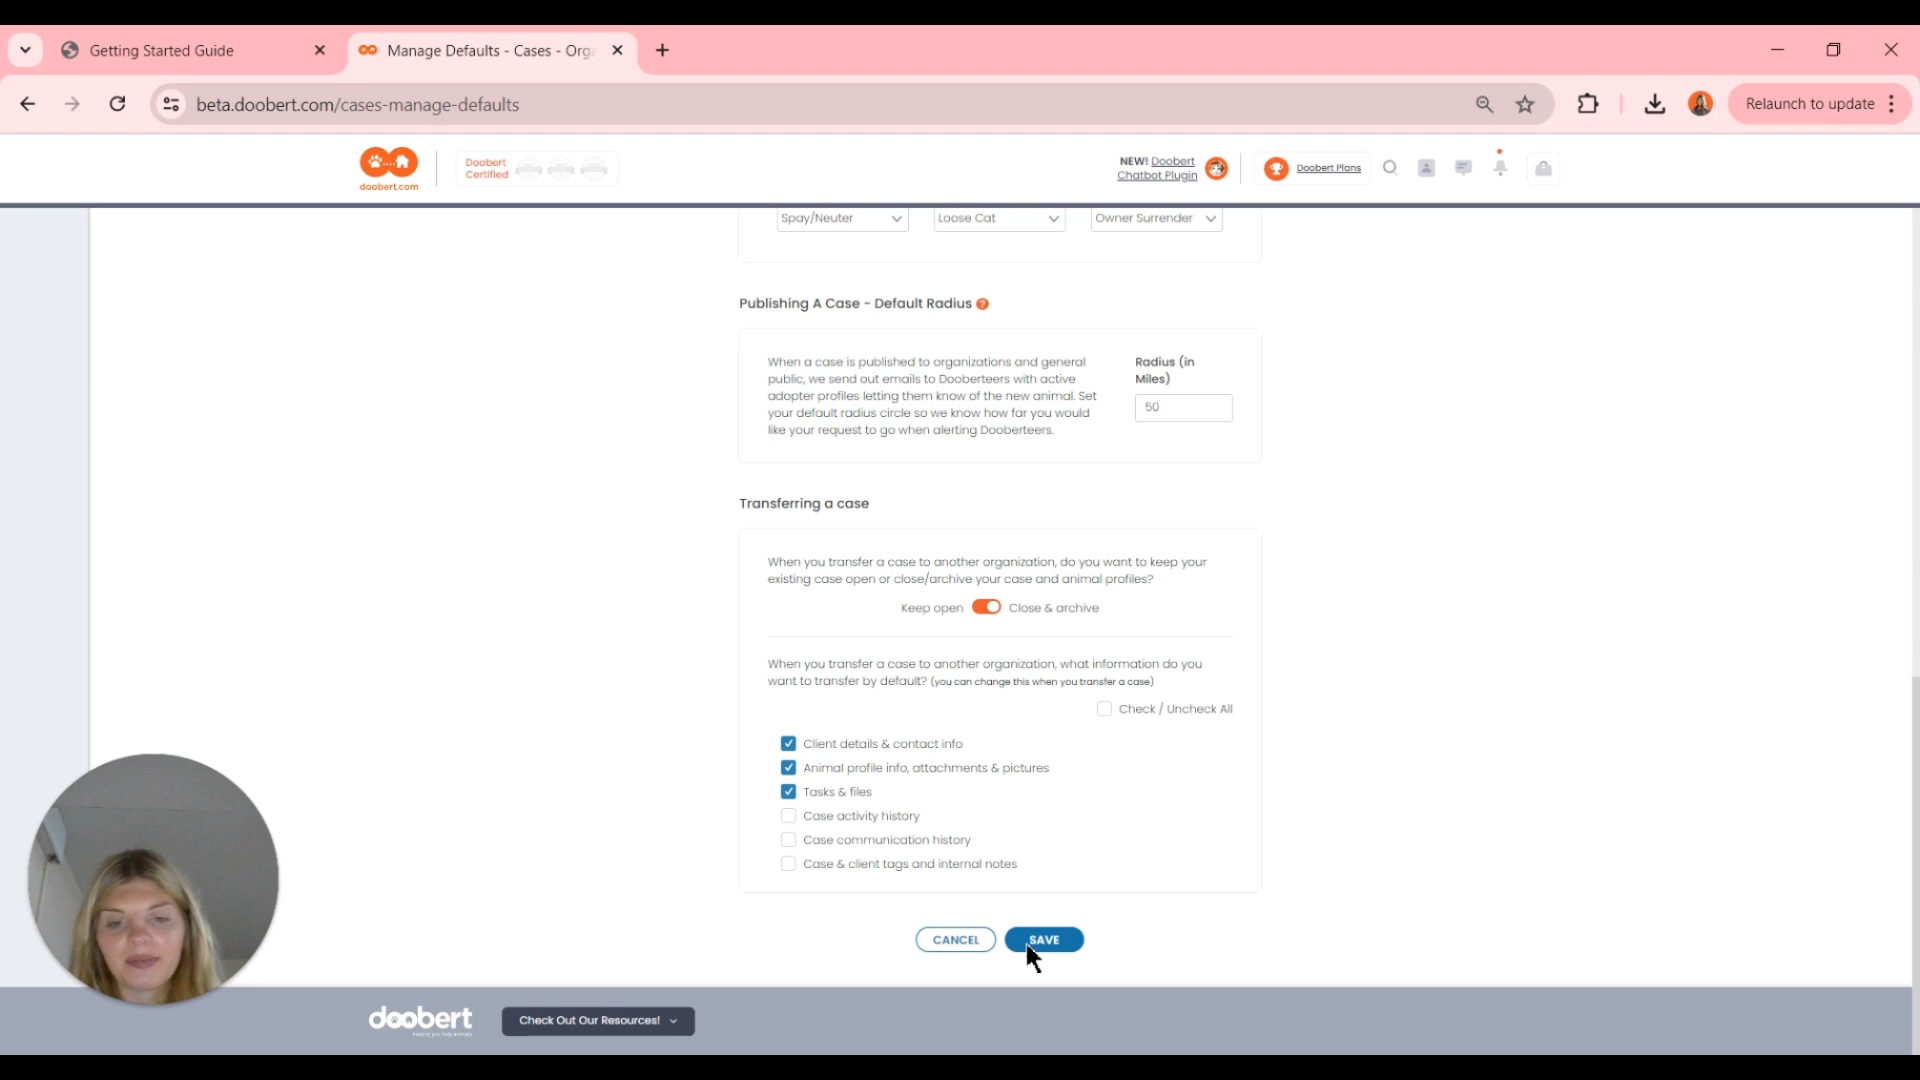 Getting Started Guide
Manage Defaults - Cases - Orga
beta.doobert.com/cases-manage-defaults
Relaunch to update
doobert.com
Doobert
Certified
NEW! Doobert
Chatbot Plugin
Doobert Plans
Spay/Neuter
Loose Cat
Owner Surrender
Publishing A Case - Default Radius ?
When a case is published to organizations and general
public, we send out emails to Dooberteers with active
adopter profiles letting them know of the new animal. Set
your default radius circle so we know how far you would
like your request to go when alerting Dooberteers.
Radius (in
Miles)
50
Transferring a case
When you transfer a case to another organization, do you want to keep your
existing case open or close/archive your case and animal profiles?
Keep open Close & archive
When you transfer a case to another organization, what information do you
want to transfer by default? (you can change this when you transfer a case)
Check / Uncheck All
Client details & contact info
Animal profile info, attachments & pictures
Tasks & files
Case activity history
Case communication history
Case & client tags and internal notes
CANCEL
SAVE
doobert
helping you help animals
Check Out Our Resources!